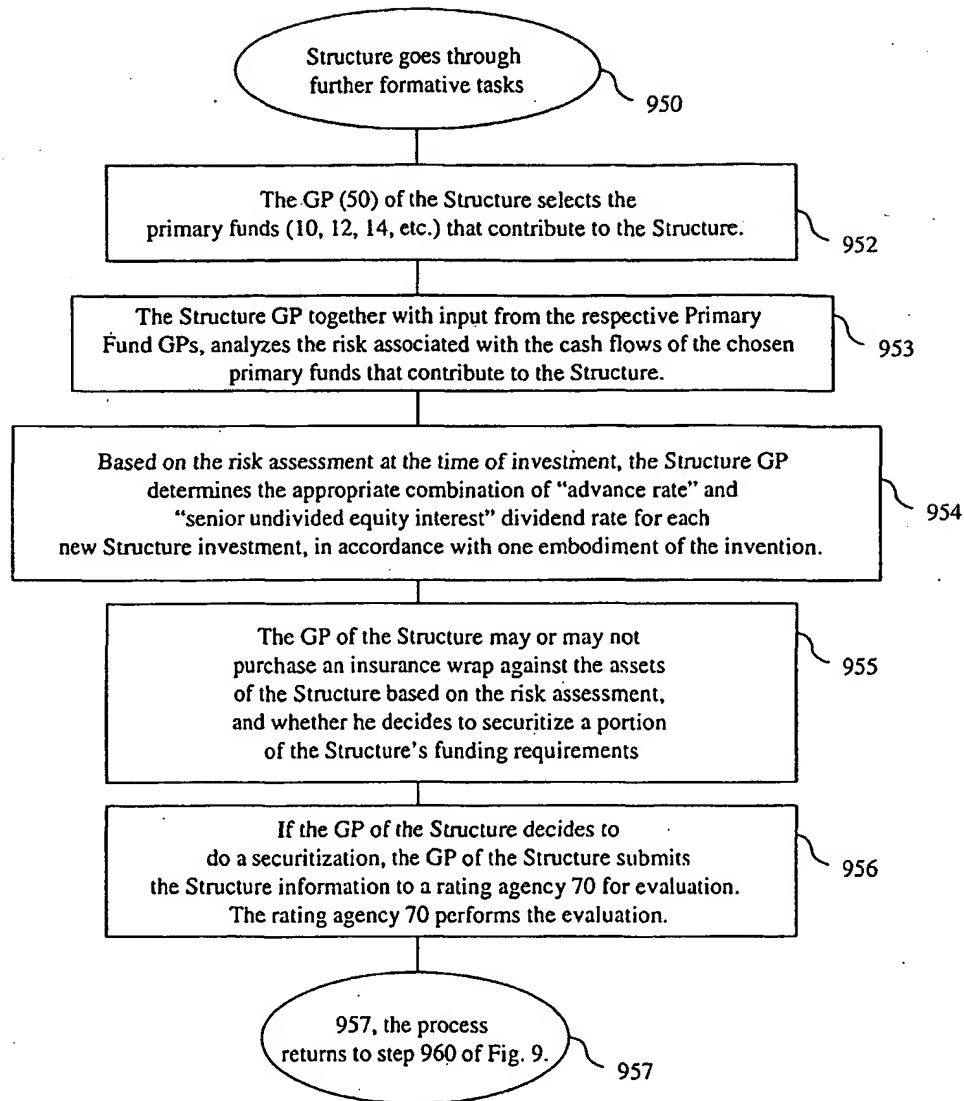 Structure goes through
further formative tasks
950
The GP (50) of the Structure selects the
primary funds (10, 12, 14, etc.) that contribute to the Structure.
952
The Structure GP together with input from the respective Primary
Fund GPs, analyzes the risk associated with the cash flows of the chosen
primary funds that contribute to the Structure.
953
Based on the risk assessment at the time of investment, the Structure GP
determines the appropriate combination of “advance rate” and
“senior undivided equity interest” dividend rate for each
new Structure investment, in accordance with one embodiment of the invention.
954
The GP of the Structure may or may not
purchase an insurance wrap against the assets
of the Structure based on the risk assessment,
and whether he decides to securitize a portion
of the Structure’s funding requirements
955
If the GP of the Structure decides to
do a securitization, the GP of the Structure submits
the Structure information to a rating agency 70 for evaluation.
The rating agency 70 performs the evaluation.
956
957, the process
returns to step 960 of Fig. 9.
957